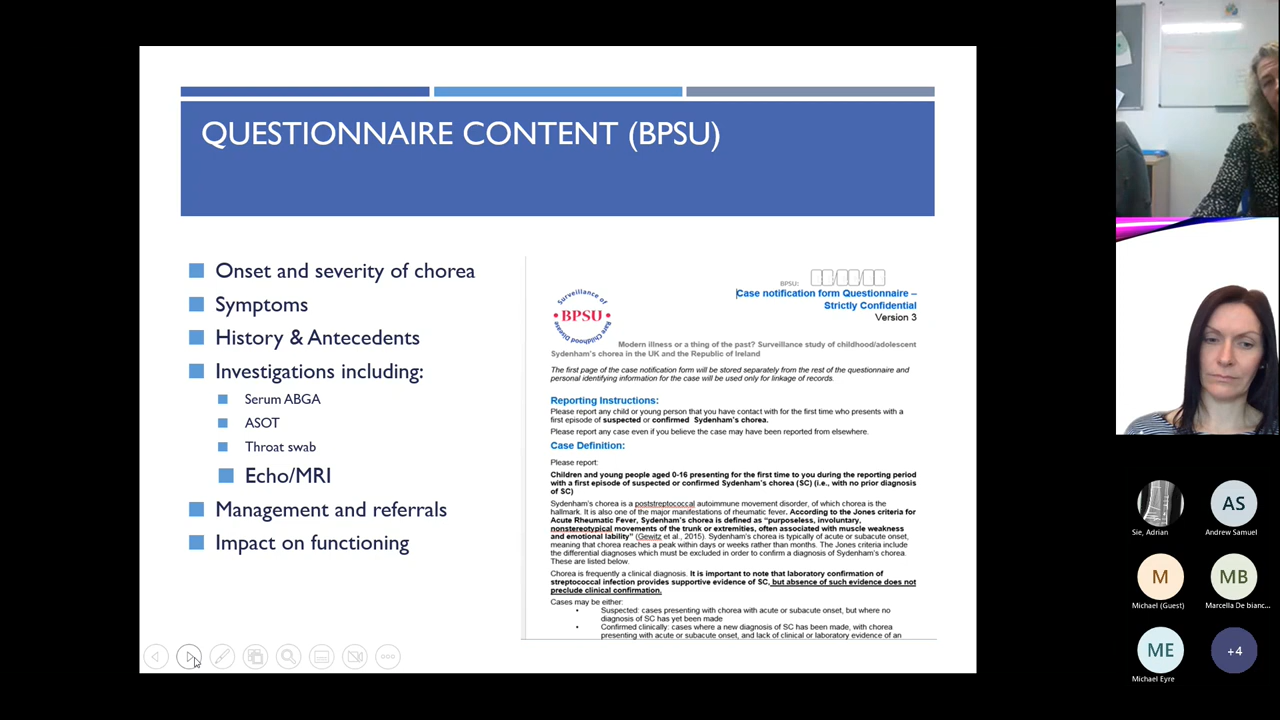 QUESTIONNAIRE CONTENT (BPSU)
Onset and severity of chorea
Symptoms
History & Antecedents
Investigations including:
Serum ABGA
ASOT
Throat swab
Echo/MRI
Management and referrals
Impact on functioning
BPSU:
Case notification form Questionnaire –
Strictly Confidential
Version 3
Surveillance of
BPSU
Rare Childhood Disease
Modern illness or a thing of the past? Surveillance study of childhood/adolescent
Sydenham's chorea in the UK and the Republic of Ireland
The first page of the case notification form will be stored separately from the rest of the questionnaire and
personal identifying information for the case will be used only for linkage of records.
Reporting Instructions:
Please report any child or young person that you have contact with for the first time who presents with a
first episode of suspected or confirmed Sydenham's chorea.
Please report any case even if you believe the case may have been reported from elsewhere.
Case Definition:
Please report:
Children and young people aged 0-16 presenting for the first time to you during the reporting period
with a first episode of suspected or confirmed Sydenham's chorea (SC) (i.e., with no prior diagnosis
of SC)
Sydenham's chorea is a poststreptococcal autoimmune movement disorder, of which chorea is the
hallmark. It is also one of the major manifestations of rheumatic fever. According to the Jones criteria for
Acute Rheumatic Fever, Sydenham's chorea is defined as "purposeless, involuntary,
nonstereotypical movements of the trunk or extremities, often associated with muscle weakness
and emotional lability" (Gewitz et al., 2015). Sydenham's chorea is typically of acute or subacute onset,
meaning that chorea reaches a peak within days or weeks rather than months. The Jones criteria include
the differential diagnoses which must be excluded in order to confirm a diagnosis of Sydenham's chorea.
These are listed below.
Chorea is frequently a clinical diagnosis. It is important to note that laboratory confirmation of
streptococcal infection provides supportive evidence of SC, but absence of such evidence does not
preclude clinical confirmation.
Cases may be either:
Suspected: cases presenting with chorea with acute or subacute onset, but where no
diagnosis of SC has yet been made
Confirmed clinically: cases where a new diagnosis of SC has been made, with chorea
presenting with acute or subacute onset, and lack of clinical or laboratory evidence of an
Sie, Adrian
AS
Andrew Samuel
M
Michael (Guest)
MB
Marcella De bianc...
ME
Michael Eyre
+4